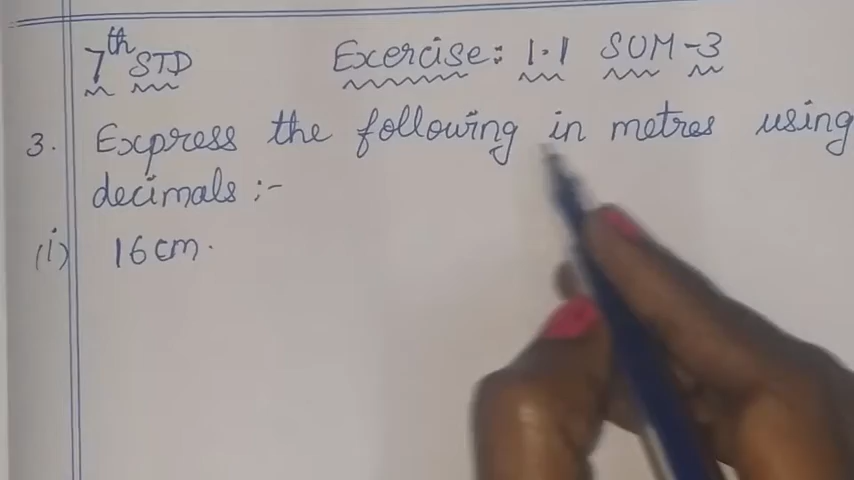 7th STD Exercise: 1.1 SUM-3
3. Express the following in metres using
decimals :-
(i) 16cm.